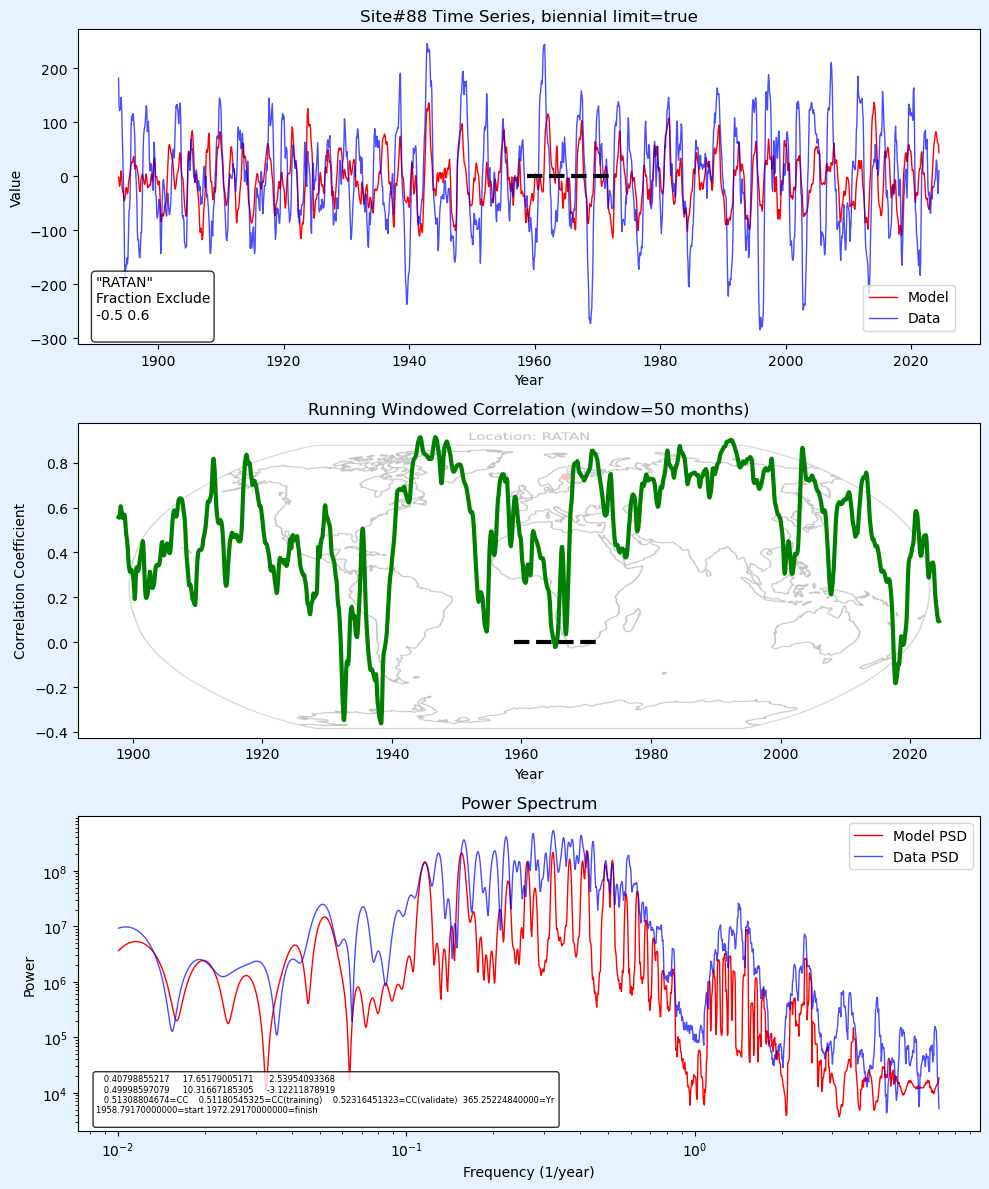 Site#88 Time Series, biennial limit=true
Value
200
100
0
−100
−200
−300
"RATAN"
Fraction Exclude
-0.5 0.6
Model
Data
1900
1920
1940
1960
1980
2000
2020
Year
Running Windowed Correlation (window=50 months)
Location: RATAN
Correlation Coefficient
0.8
0.6
0.4
0.2
0.0
−0.2
−0.4
1900
1920
1940
1960
1980
2000
2020
Year
Power Spectrum
Model PSD
Data PSD
Power
10^8
10^7
10^6
10^5
10^4
0.40798855217 17.65179005171 2.53954093368
0.49998597079 10.31667185305 -3.12211878919
0.51308804674=CC 0.51180545325=CC(training) 0.52316451323=CC(validate) 365.25224840000=Yr
1958.79170000000=start 1972.29170000000=finish
10^−2
10^−1
10^0
Frequency (1/year)